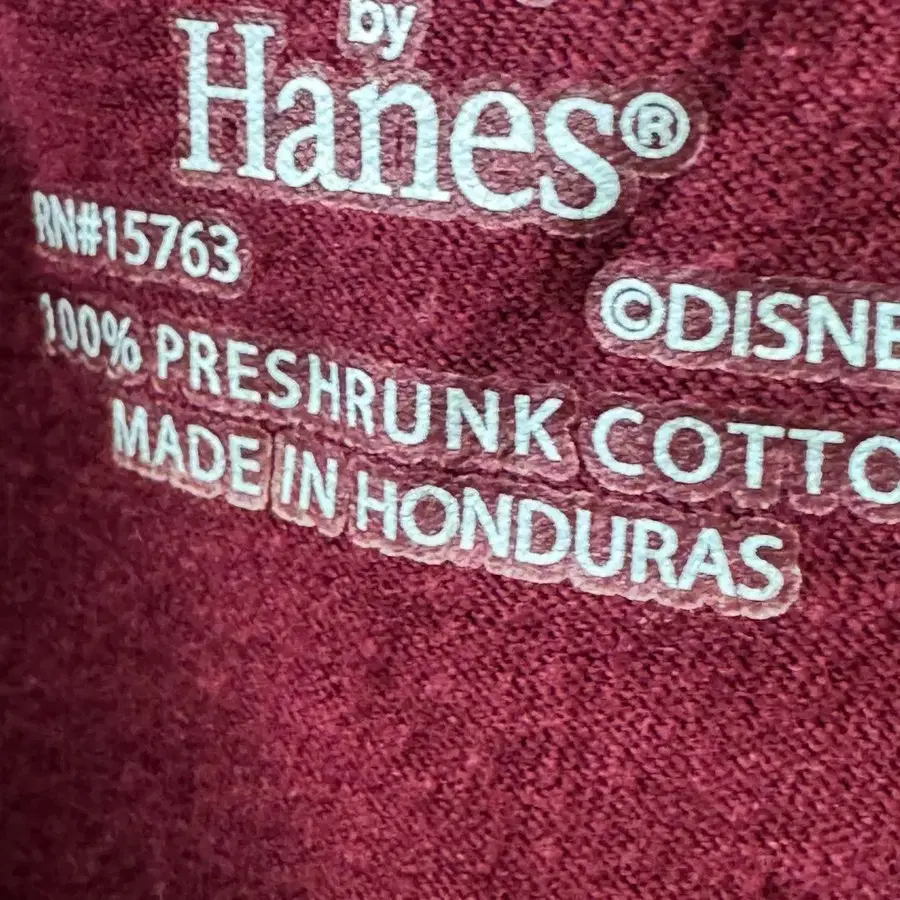 by
Hanes®
RN#15763
©DISNE
100% PRESHRUNK COTTO
MADE IN HONDURAS